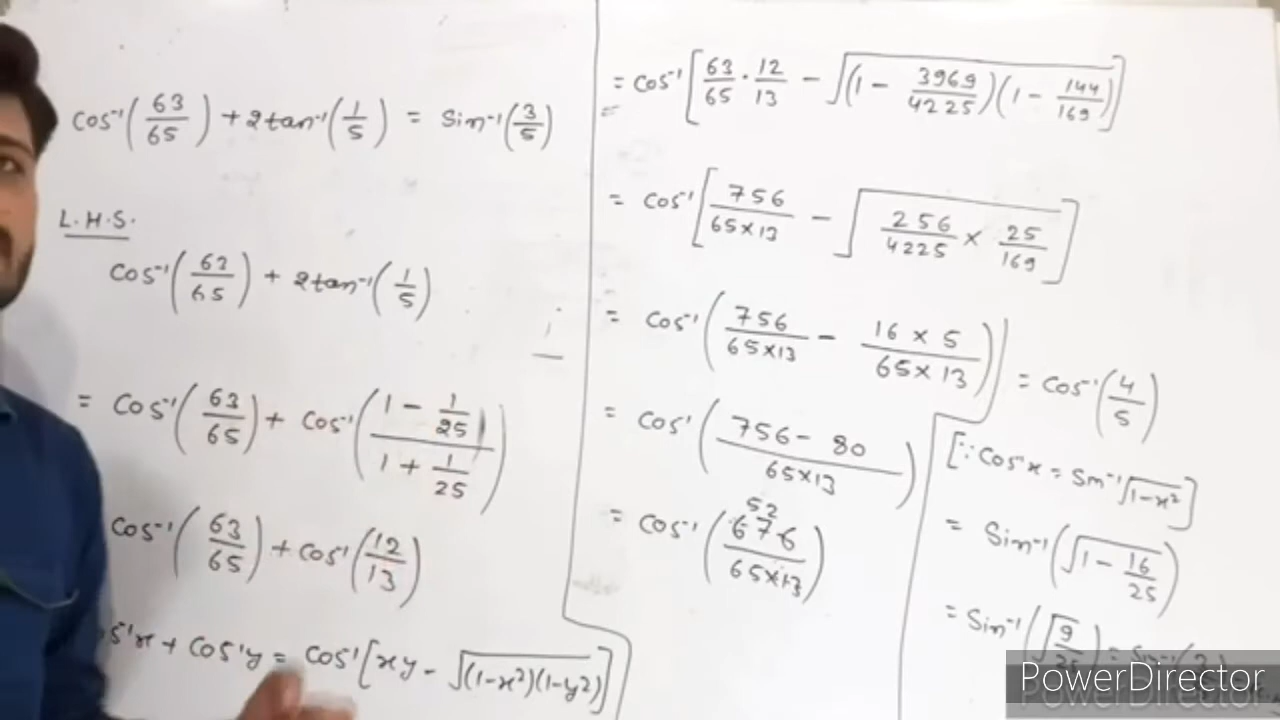 cos⁻¹(63/65) + 2tan⁻¹(1/5) = Sin⁻¹(3/5)
L.H.S.
Cos⁻¹(63/65) + 2tan⁻¹(1/5)
= Cos⁻¹(63/65) + Cos⁻¹((1 - 1/25)/(1 + 1/25))
Cos⁻¹(63/65) + Cos⁻¹(12/13)
+ Cos⁻¹y = Cos⁻¹[xy - √(1-x²)(1-y²)]
= Cos⁻¹[63/65 · 12/13 - √(1 - 3969/4225)(1 - 144/169)]
= Cos⁻¹[756/65×13 - √256/4225 × 25/169]
= Cos⁻¹(756/65×13 - 16×5/65×13)
= Cos⁻¹(756 - 80/65×13)
= Cos⁻¹(676/65×13)
52
= Cos⁻¹(4/5)
[∵ Cos⁻¹x = Sin⁻¹√1-x²]
= Sin⁻¹(√1 - 16/25)
= Sin⁻¹(√9/25) =
PowerDirector